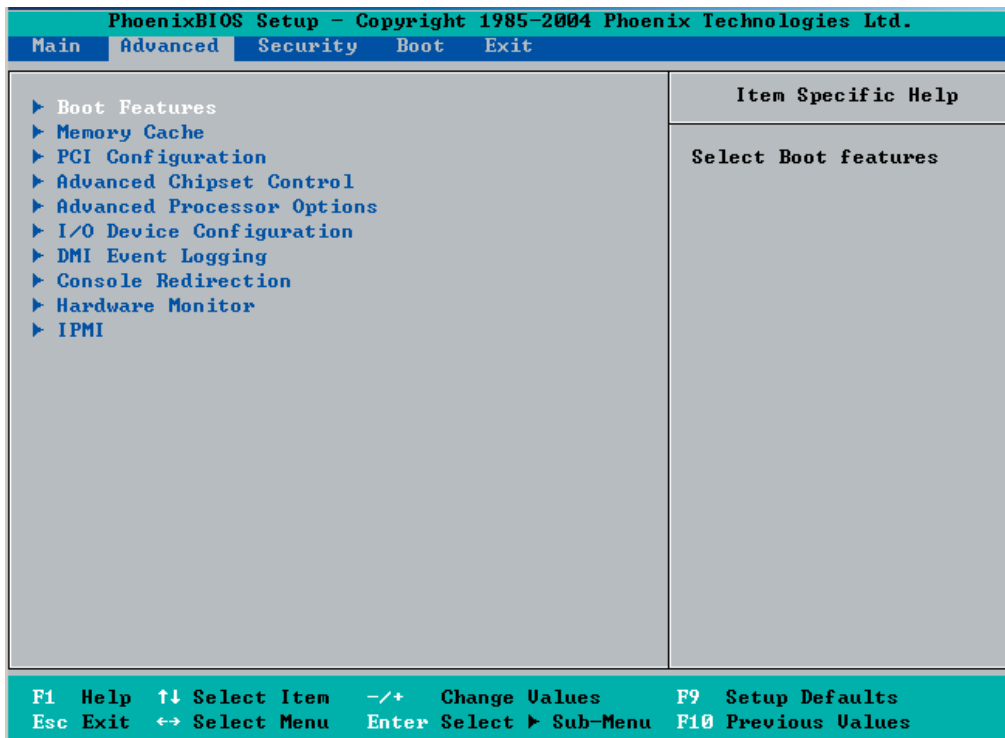 PhoenixBIOS Setup - Copyright 1985-2004 Phoenix Technologies Ltd.
Main Advanced Security Boot Exit
► Boot Features
► Memory Cache
► PCI Configuration
► Advanced Chipset Control
► Advanced Processor Options
► I/O Device Configuration
► DMI Event Logging
► Console Redirection
► Hardware Monitor
► IPMI
Item Specific Help
Select Boot features
F1 Help ↑↓ Select Item -/+ Change Values F9 Setup Defaults
Esc Exit ↔ Select Menu Enter Select ► Sub-Menu F10 Previous Values